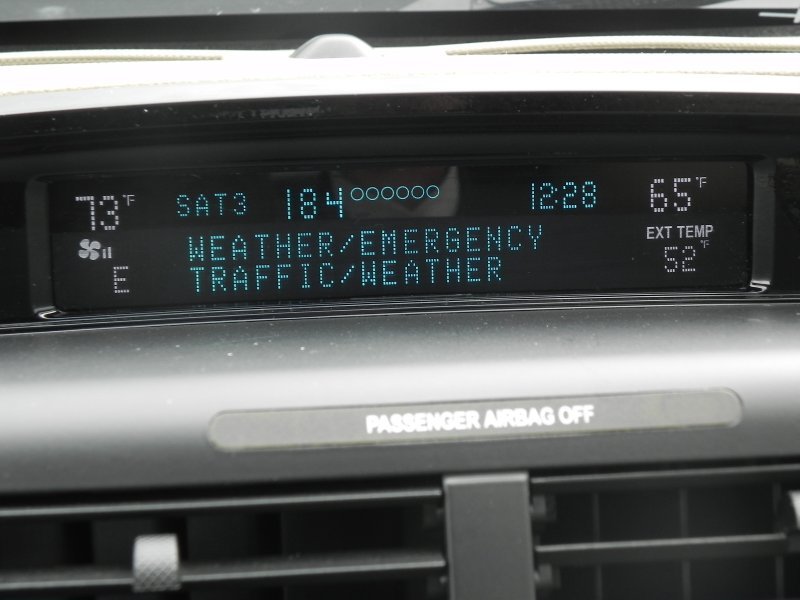 73°F SAT3 184 12:28 65°F
WEATHER/EMERGENCY EXT TEMP
E TRAFFIC/WEATHER 52°F
PASSENGER AIRBAG OFF